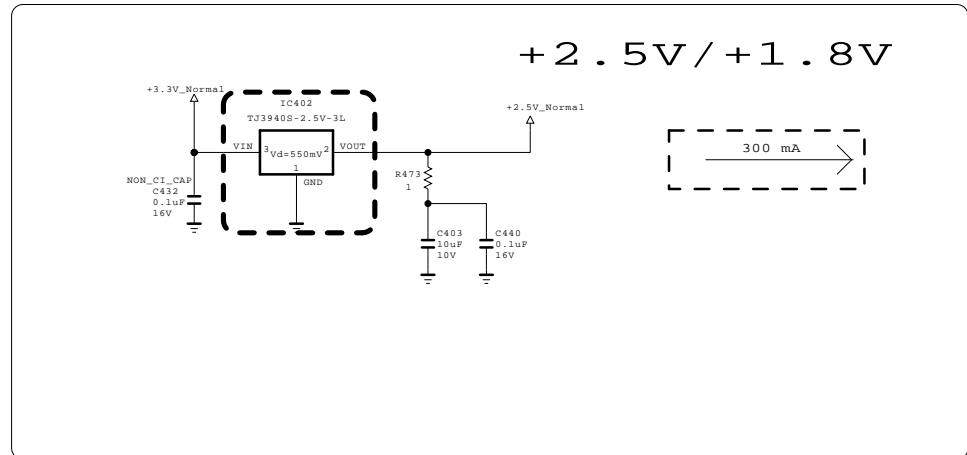 +2.5V/+1.8V
+3.3V_Normal
IC402
TJ3940S-2.5V-3L
+2.5V_Normal
VIN
3
Vd=550mV
2
VOUT
1
GND
300 mA
NON_CI_CAP
C432
0.1uF
16V
R473
1
C403
10uF
10V
C440
0.1uF
16V